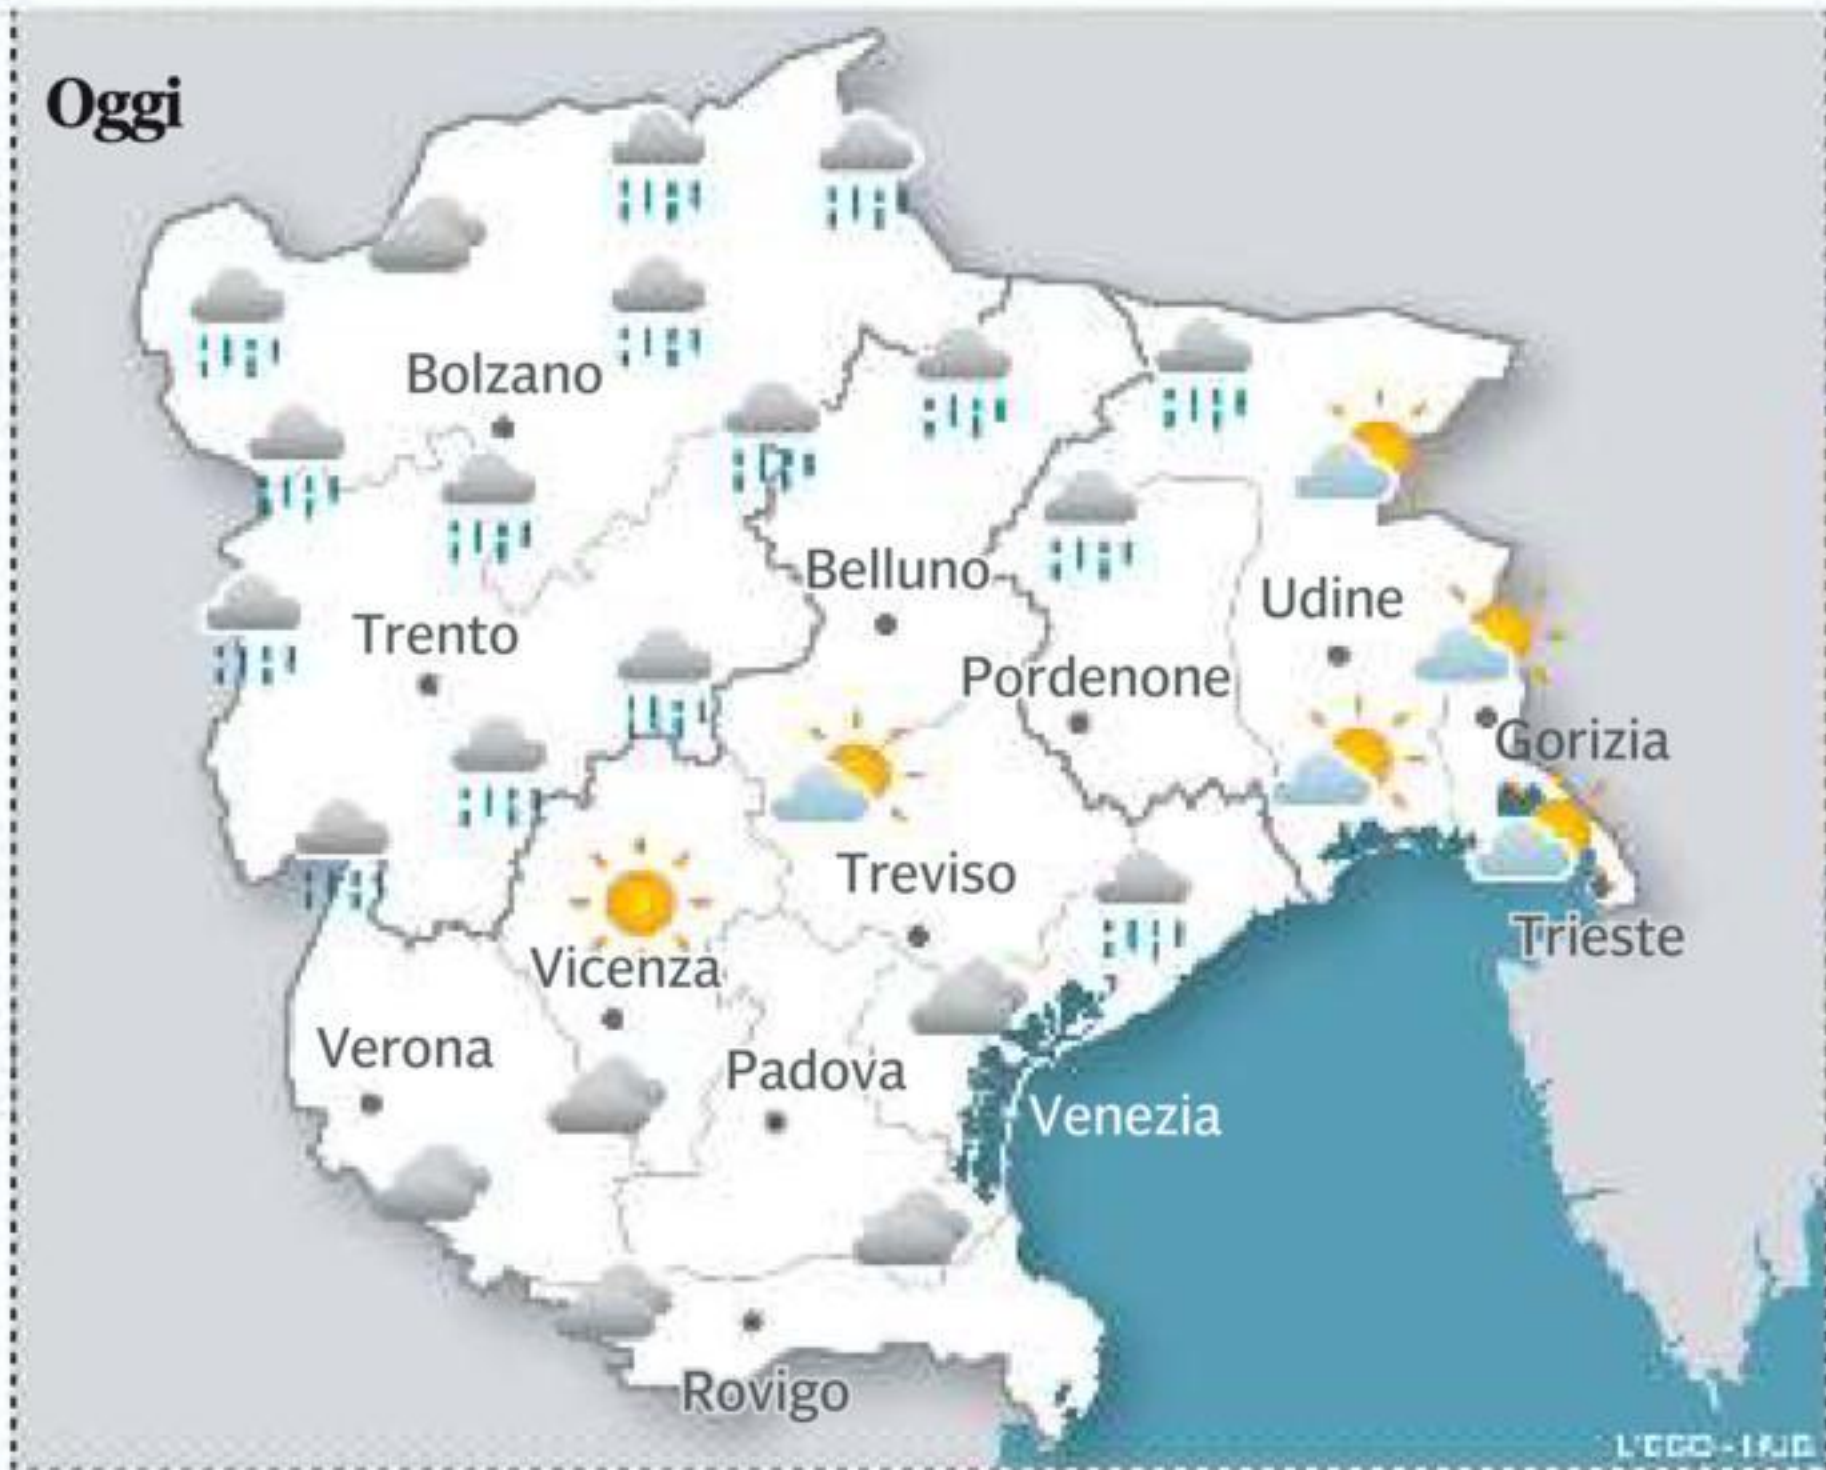 Oggi
Bolzano
Belluno
Udine
Trento
Pordenone
Gorizia
Treviso
Trieste
Vicenza
Verona
Padova
Venezia
Rovigo